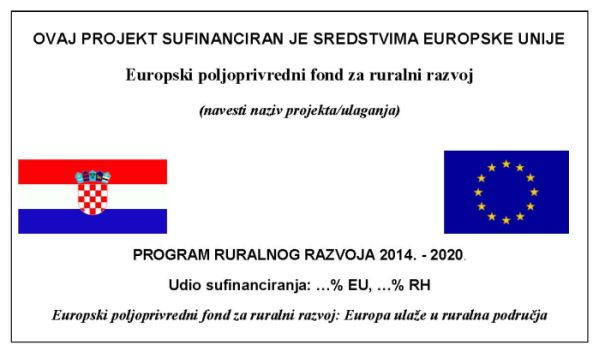 OVAJ PROJEKT SUFINANCIRAN JE SREDSTVIMA EUROPSKE UNIJE
Europski poljoprivredni fond za ruralni razvoj
(navesti naziv projekta/ulaganja)
PROGRAM RURALNOG RAZVOJA 2014. - 2020.
Udio sufinanciranja: …% EU, …% RH
Europski poljoprivredni fond za ruralni razvoj: Europa ulaže u ruralna područja